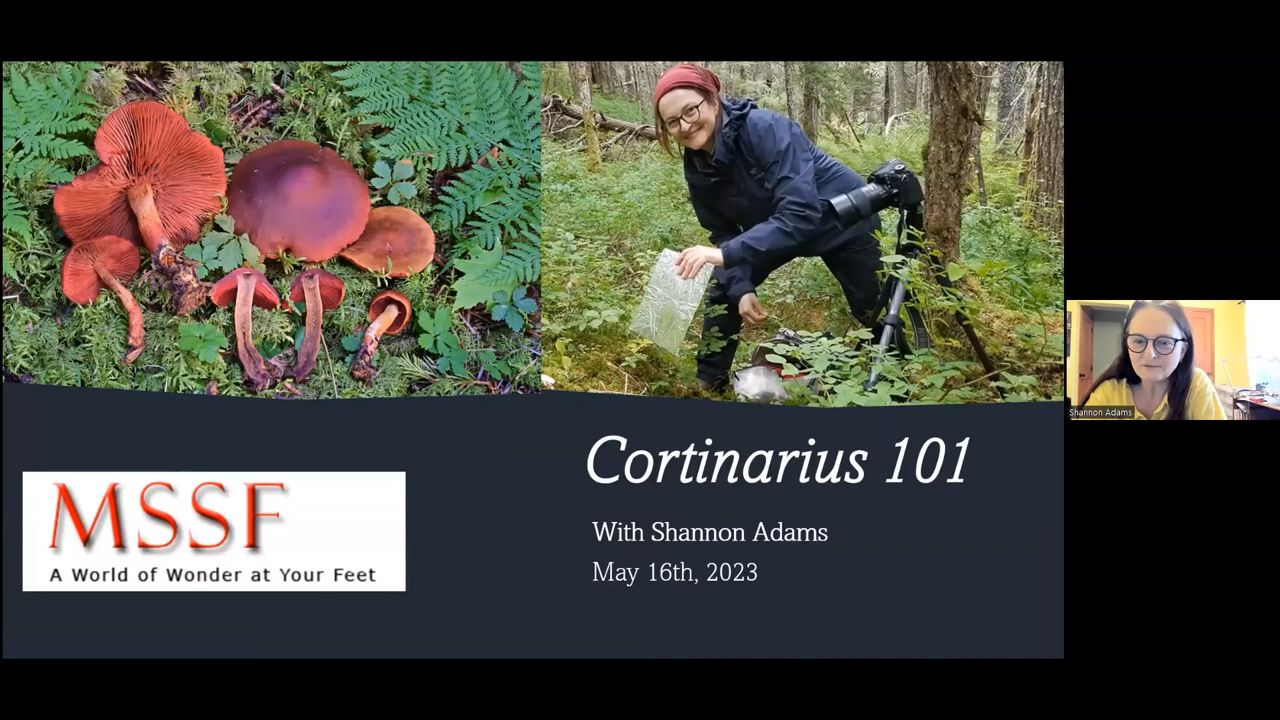 Cortinarius 101
MSSF
A World of Wonder at Your Feet
With Shannon Adams
May 16th, 2023
Shannon Adams